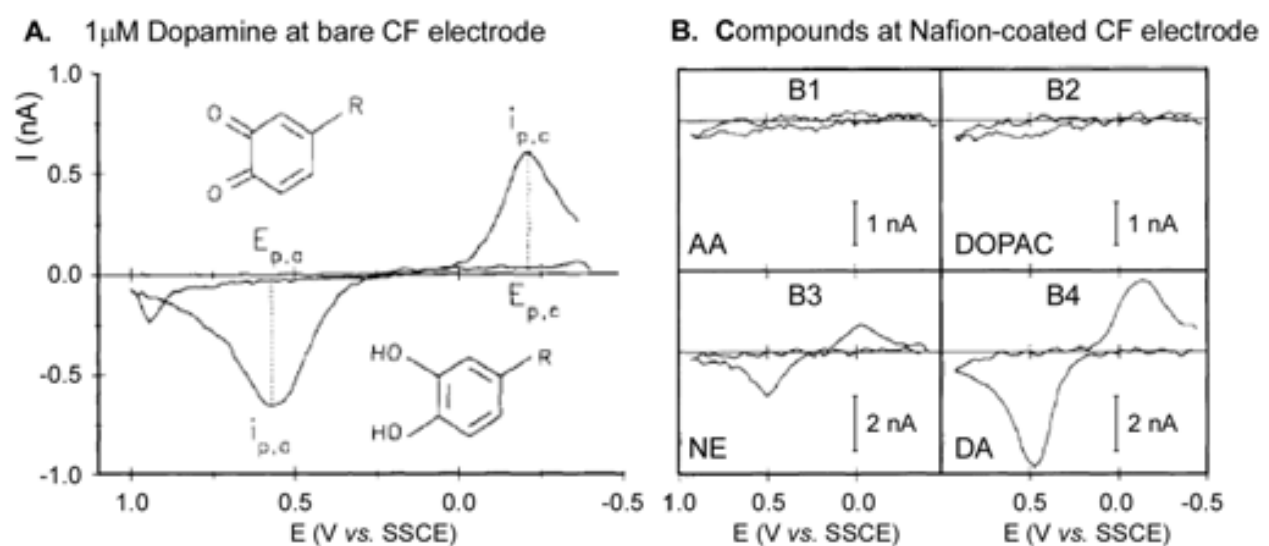 A. 1μM Dopamine at bare CF electrode
I (nA)
1.0
0.5
0.0
-0.5
-1.0
O
O
R
i p,c
E p,a
E p,c
HO
HO
R
i p,a
1.0 0.5 0.0 -0.5
E (V vs. SSCE)
B. Compounds at Nafion-coated CF electrode
B1
1 nA
AA
B2
1 nA
DOPAC
B3
2 nA
NE
B4
2 nA
DA
1.0 0.5 0.0 0.5 0.0 -0.5
E (V vs. SSCE) E (V vs. SSCE)